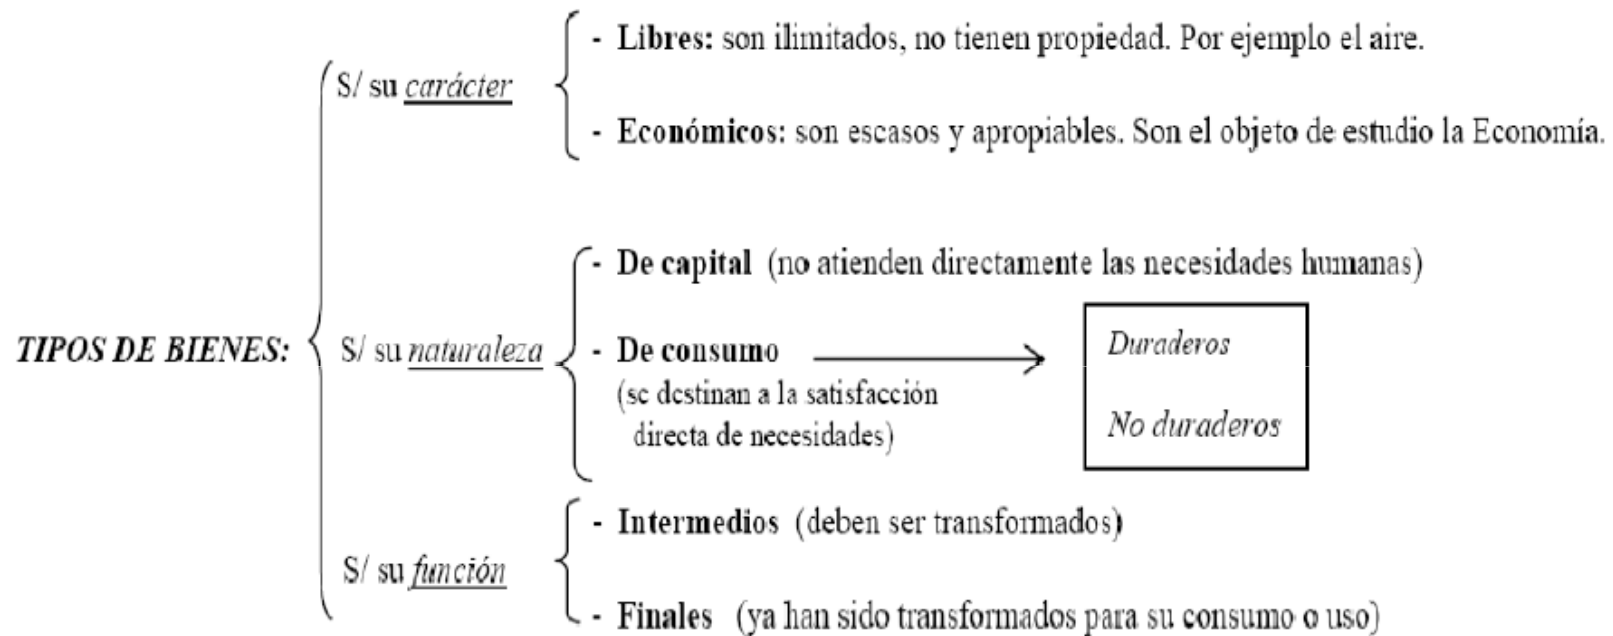 - Libres: son ilimitados, no tienen propiedad. Por ejemplo el aire.
S/ su carácter
- Económicos: son escasos y apropiables. Son el objeto de estudio la Economía.
- De capital (no atienden directamente las necesidades humanas)
TIPOS DE BIENES:
S/ su naturaleza
- De consumo
(se destinan a la satisfacción
directa de necesidades)
Duraderos
No duraderos
- Intermedios (deben ser transformados)
S/ su función
- Finales (ya han sido transformados para su consumo o uso)